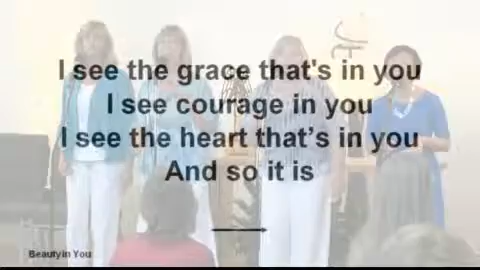 I see the grace that's in you
I see courage in you
I see the heart that’s in you
And so it is
Beauty in You